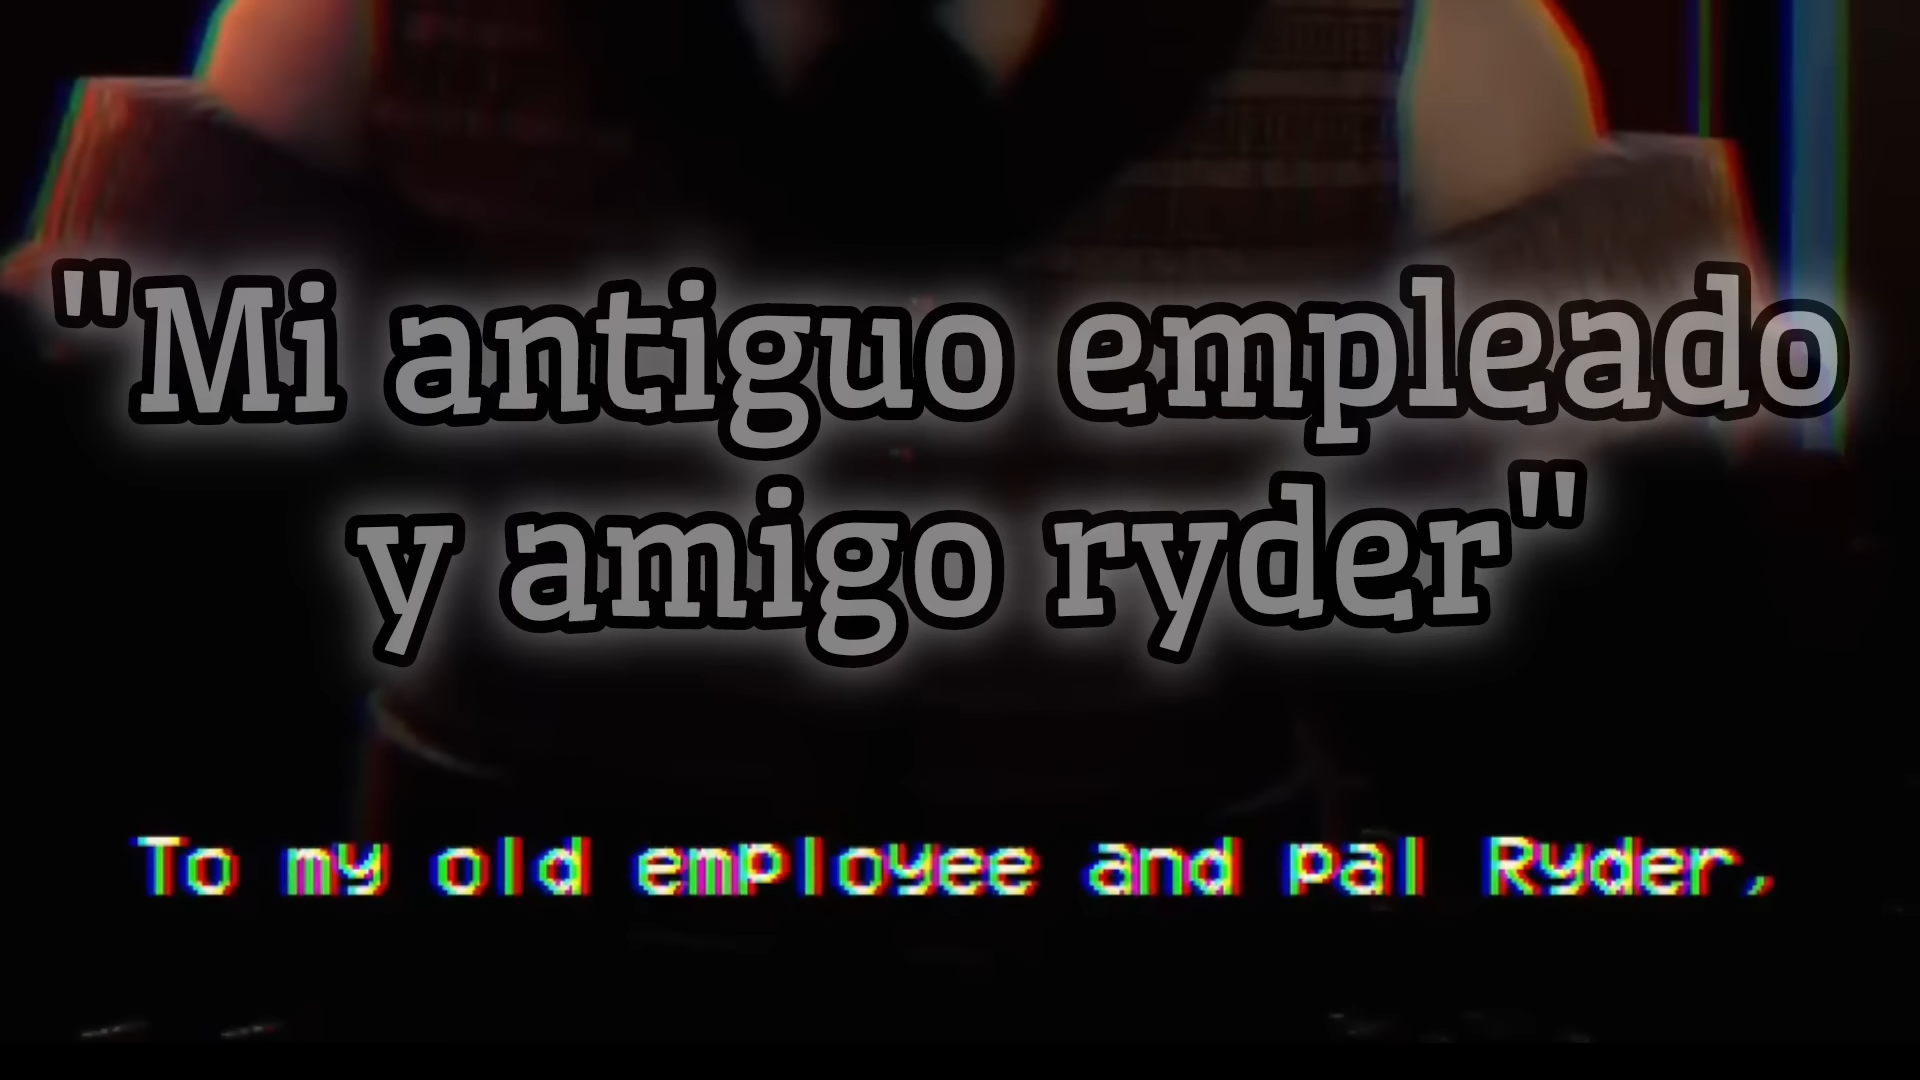 "Mi antiguo empleado
y amigo ryder"
To my old employee and pal Ryder,